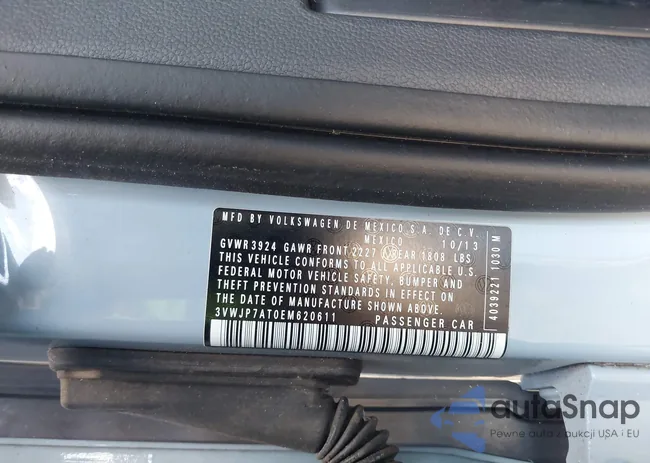 MFD BY VOLKSWAGEN DE MEXICO S.A. DE C.V.
MEXICO 10/13
GVWR3924 GAWR FRONT 2227 REAR 1808 LBS
THIS VEHICLE CONFORMS TO ALL APPLICABLE U.S.
FEDERAL MOTOR VEHICLE SAFETY, BUMPER AND
THEFT PREVENTION STANDARDS IN EFFECT ON
THE DATE OF MANUFACTURE SHOWN ABOVE.
3VWJP7AT0EM620611 PASSENGER CAR
4039221 1030 M
autoSnap
Pewne auta z aukcji USA i EU